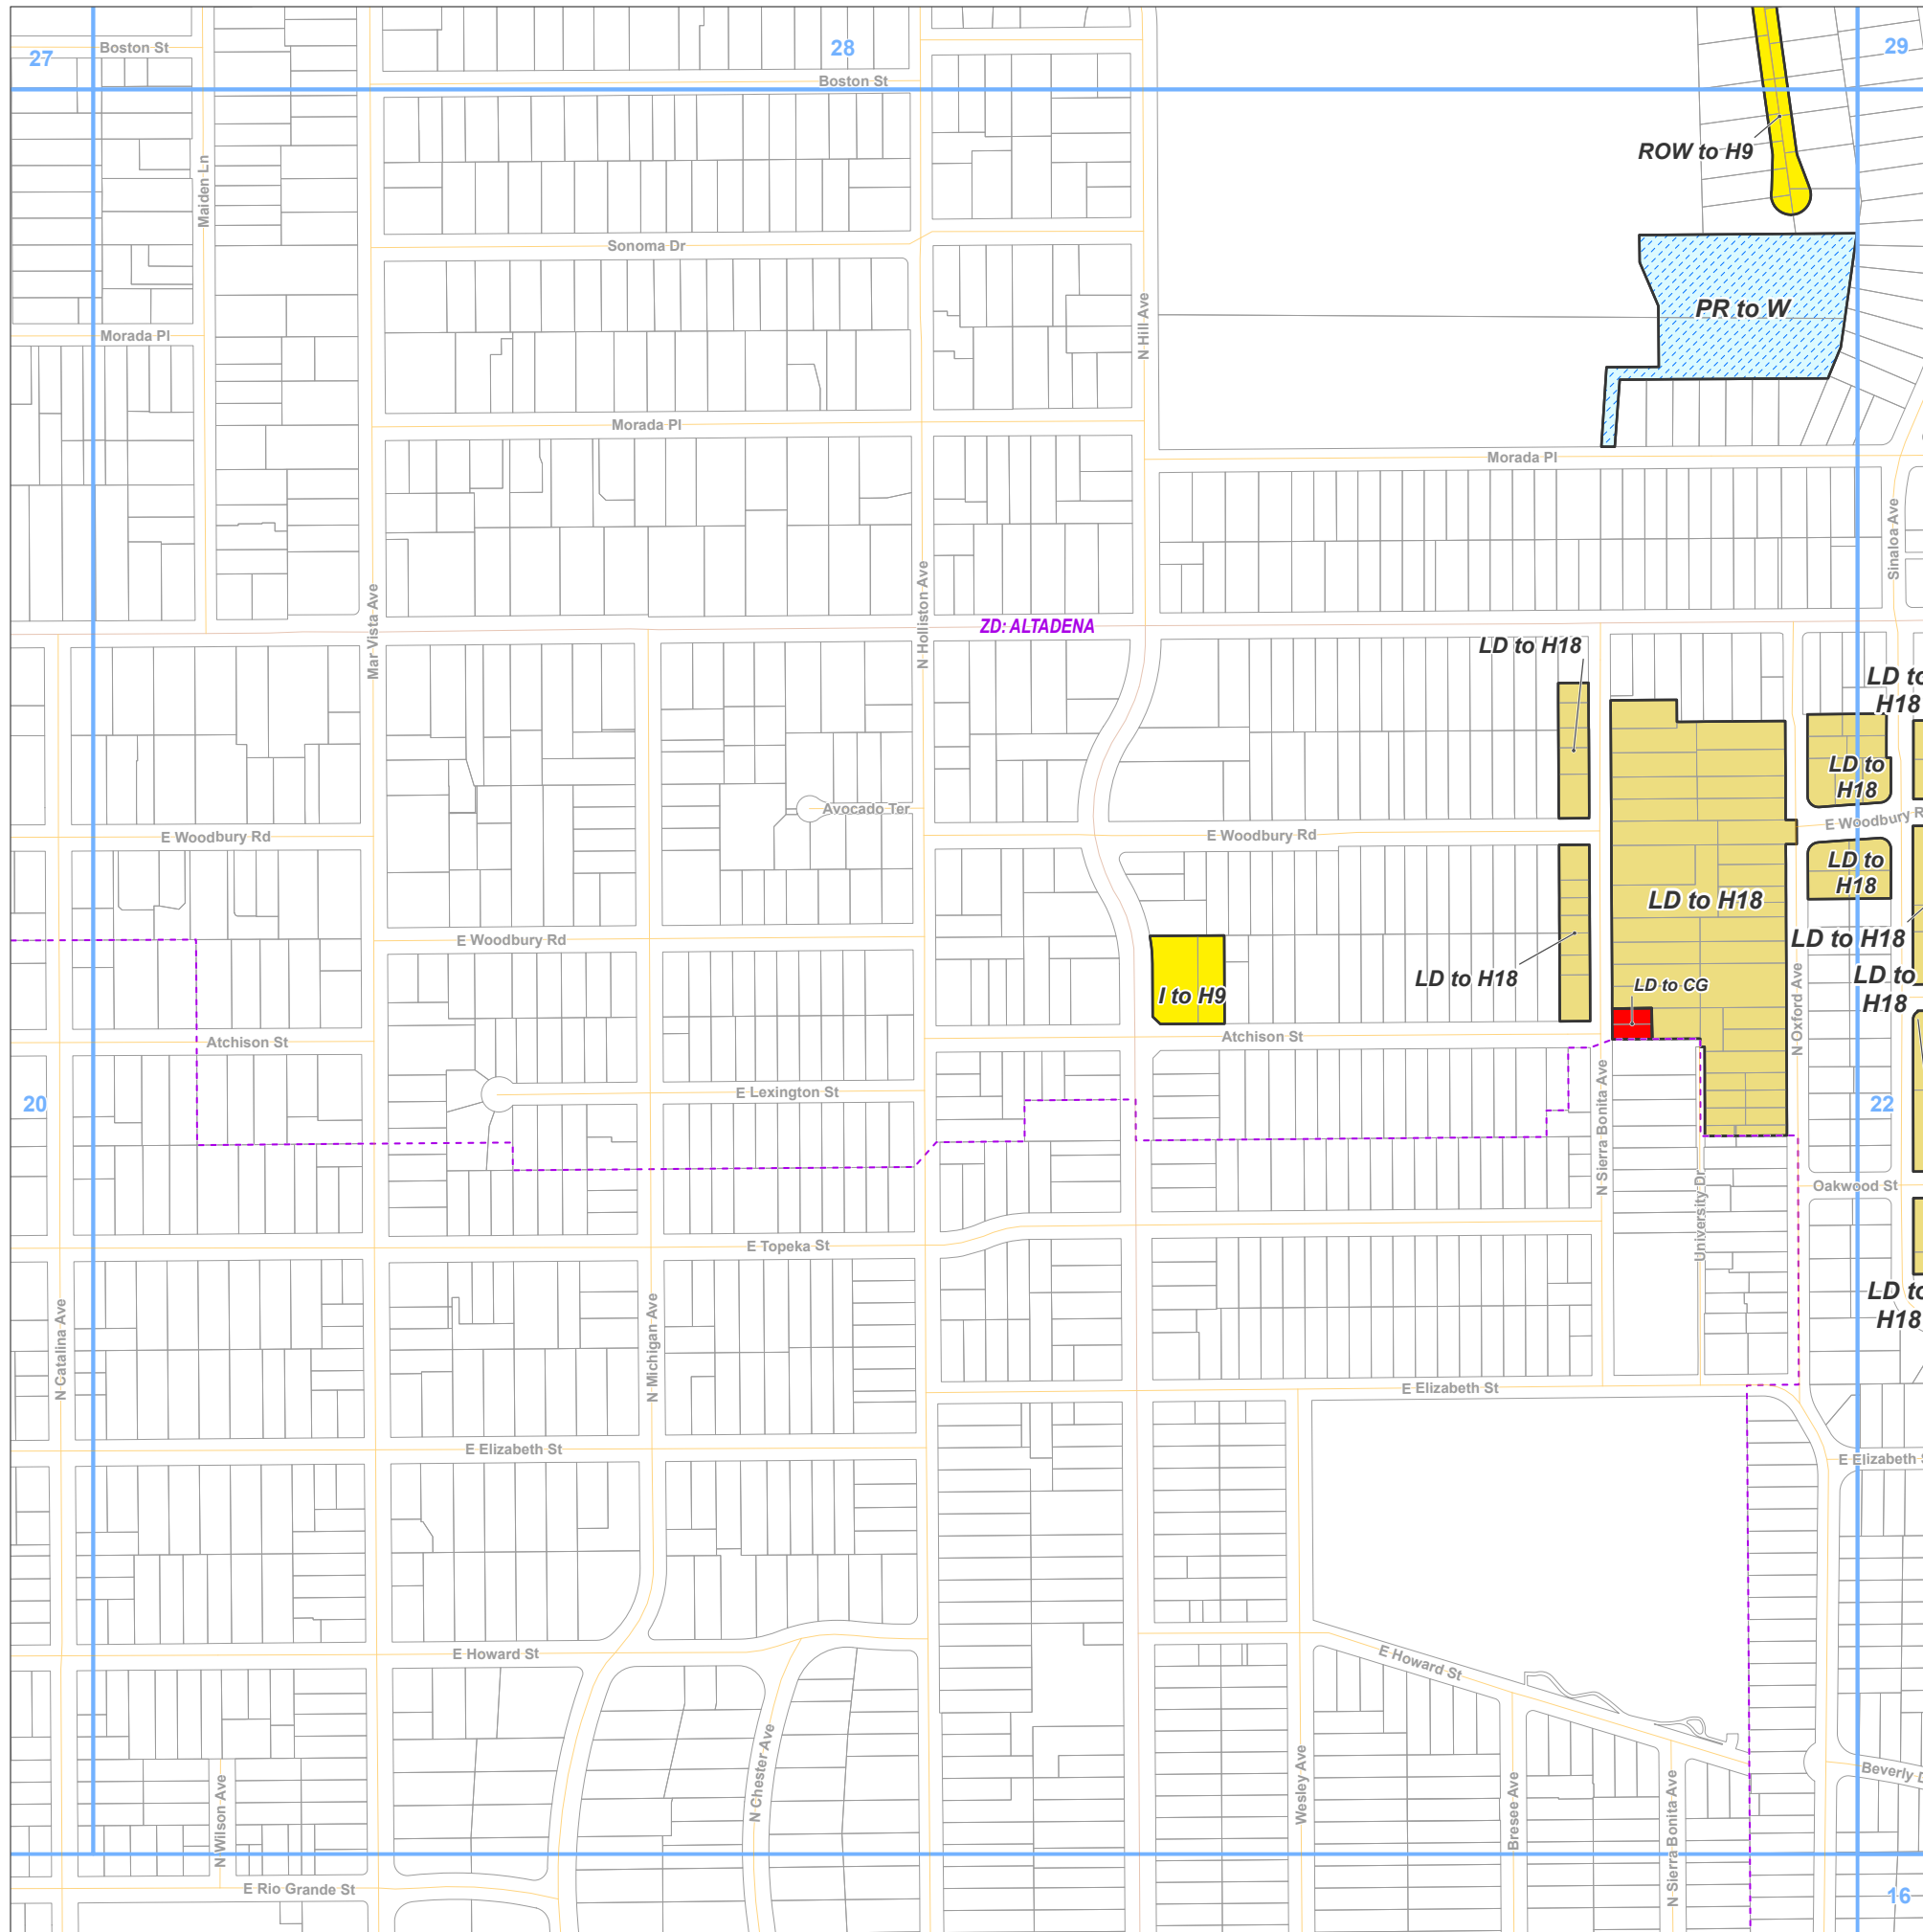 27
Boston St
28
Boston St
29
ROW to H9
Maiden Ln
Sonoma Dr
PR to W
N Hill Ave
Morada Pl
Morada Pl
Morada Pl
Sinaloa Ave
Mar Vista Ave
N Holliston Ave
ZD: ALTADENA
LD to H18
LD to
H18
LD to
H18
Avocado Ter
E Woodbury Rd
E Woodbury Rd
E Woodbury R
LD to
H18
LD to H18
E Woodbury Rd
LD to H18
LD to H18
LD to
H18
I to H9
LD to CG
N Oxford Ave
Atchison St
Atchison St
E Lexington St
20
22
N Sierra Bonita Ave
University Dr
Oakwood St
E Topeka St
LD to
H18
N Catalina Ave
N Michigan Ave
E Elizabeth St
E Elizabeth St
E Elizabeth S
E Howard St
E Howard St
N Chester Ave
N Wilson Ave
Wesley Ave
Bresee Ave
N Sierra Bonita Ave
Beverly D
E Rio Grande St
16